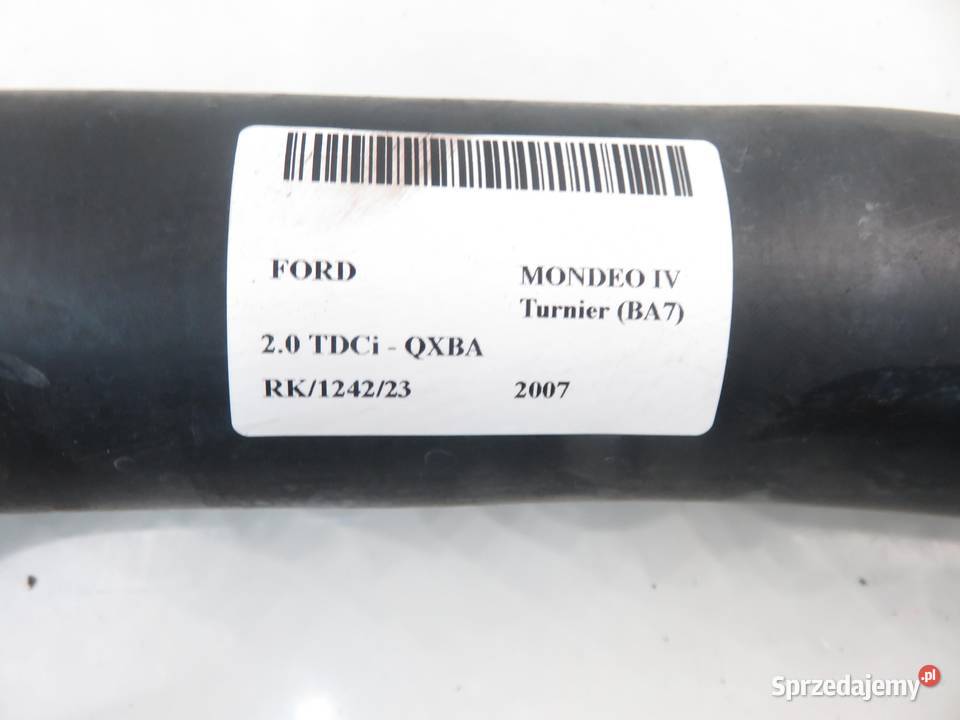 FORD
MONDEO IV
Turnier (BA7)
2.0 TDCi - QXBA
RK/1242/23
2007
Sprzedajemy.pl